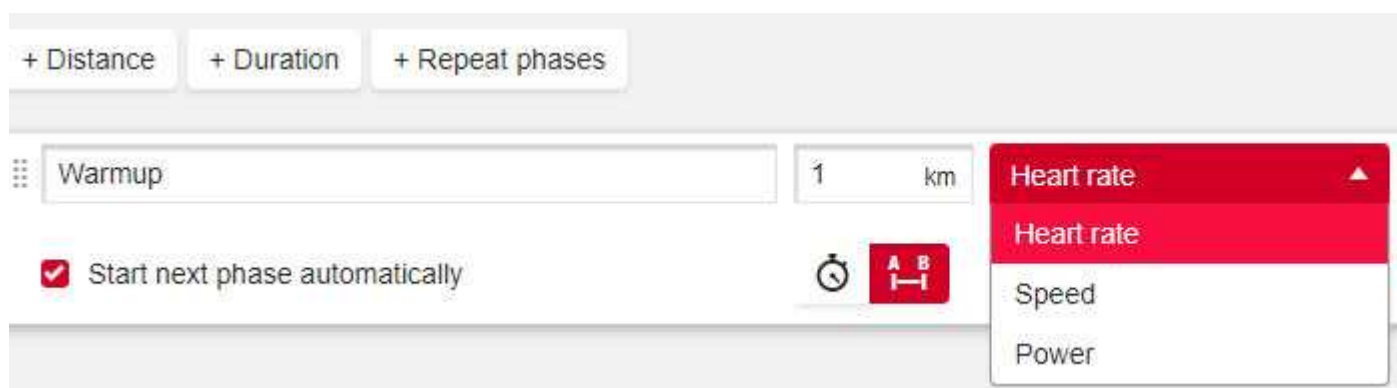 + Distance
+ Duration
+ Repeat phases
Warmup
1 km
Heart rate
Heart rate
Speed
Power
Start next phase automatically
A B